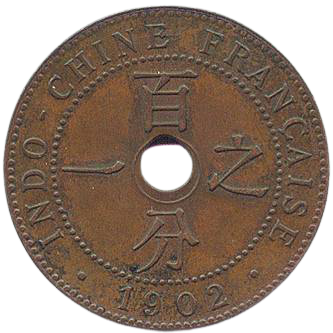 INDO-CHINE FRANÇAISE
百之分一
· 1902 ·